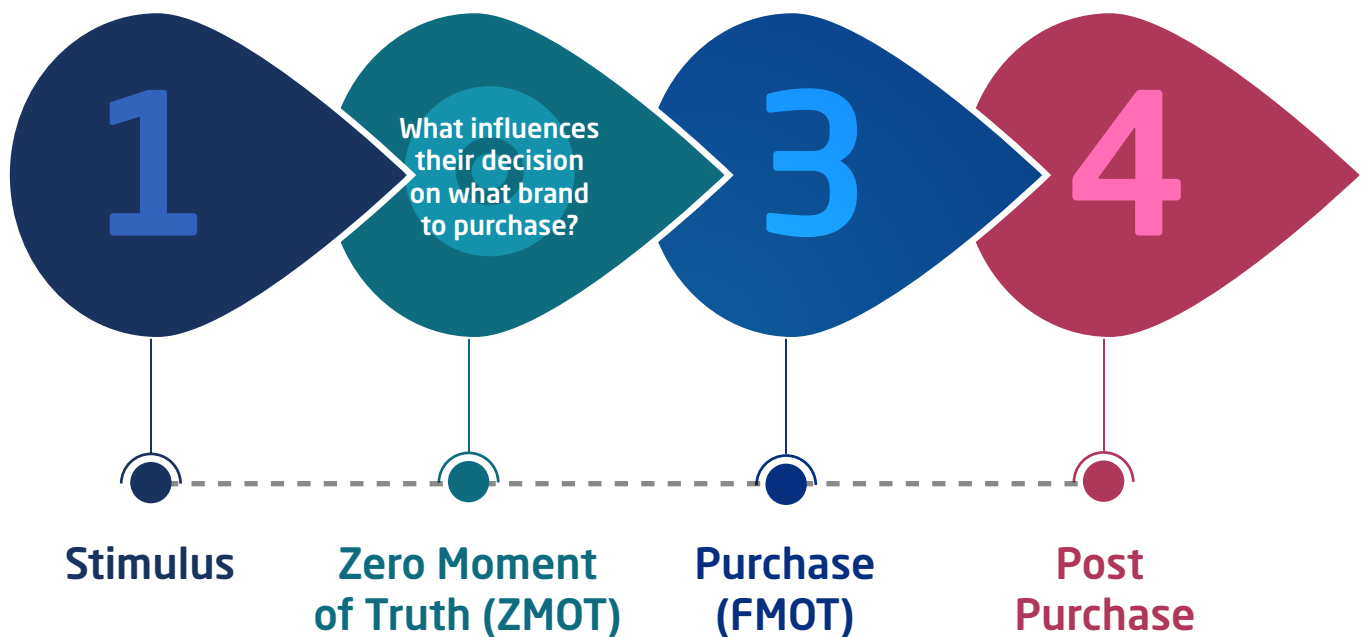 1
What influences
their decision
on what brand
to purchase?
3
4
Stimulus
Zero Moment
of Truth (ZMOT)
Purchase
(FMOT)
Post
Purchase